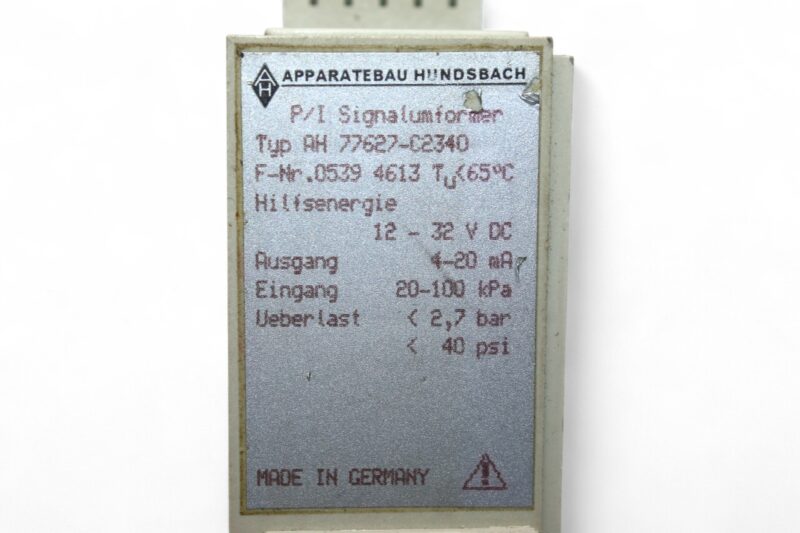 AH APPARATEBAU HUNDSBACH
P/I Signalumformer
Typ AH 77627-C2340
F-Nr.0539 4613 Tu<65°C
Hilfsenergie
12 - 32 V DC
Ausgang 4-20 mA
Eingang 20-100 kPa
Ueberlast < 2,7 bar
< 40 psi
MADE IN GERMANY